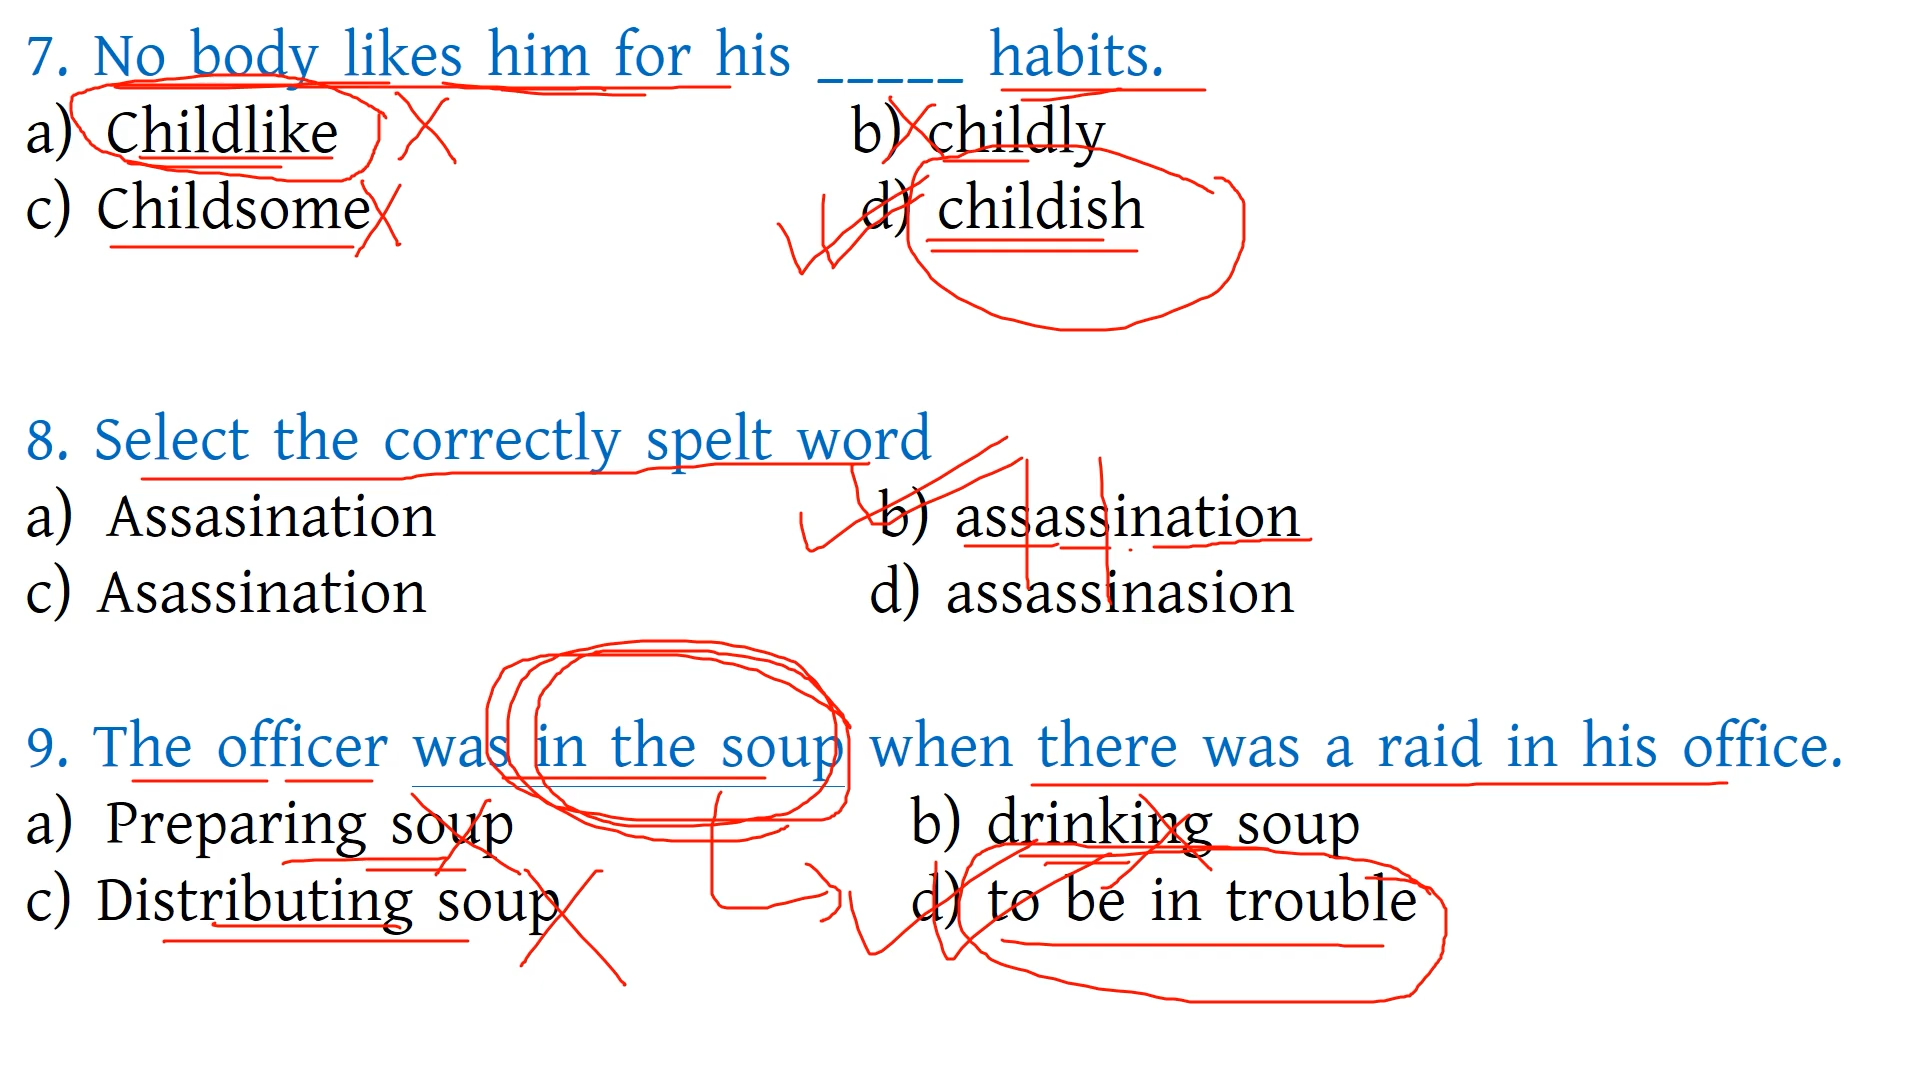 7. No body likes him for his _____ habits.
a) Childlike b) childly
c) Childsome d) childish
8. Select the correctly spelt word
a) Assasination b) assassination
c) Asassination d) assassinasion
9. The officer was in the soup when there was a raid in his office.
a) Preparing soup b) drinking soup
c) Distributing soup d) to be in trouble